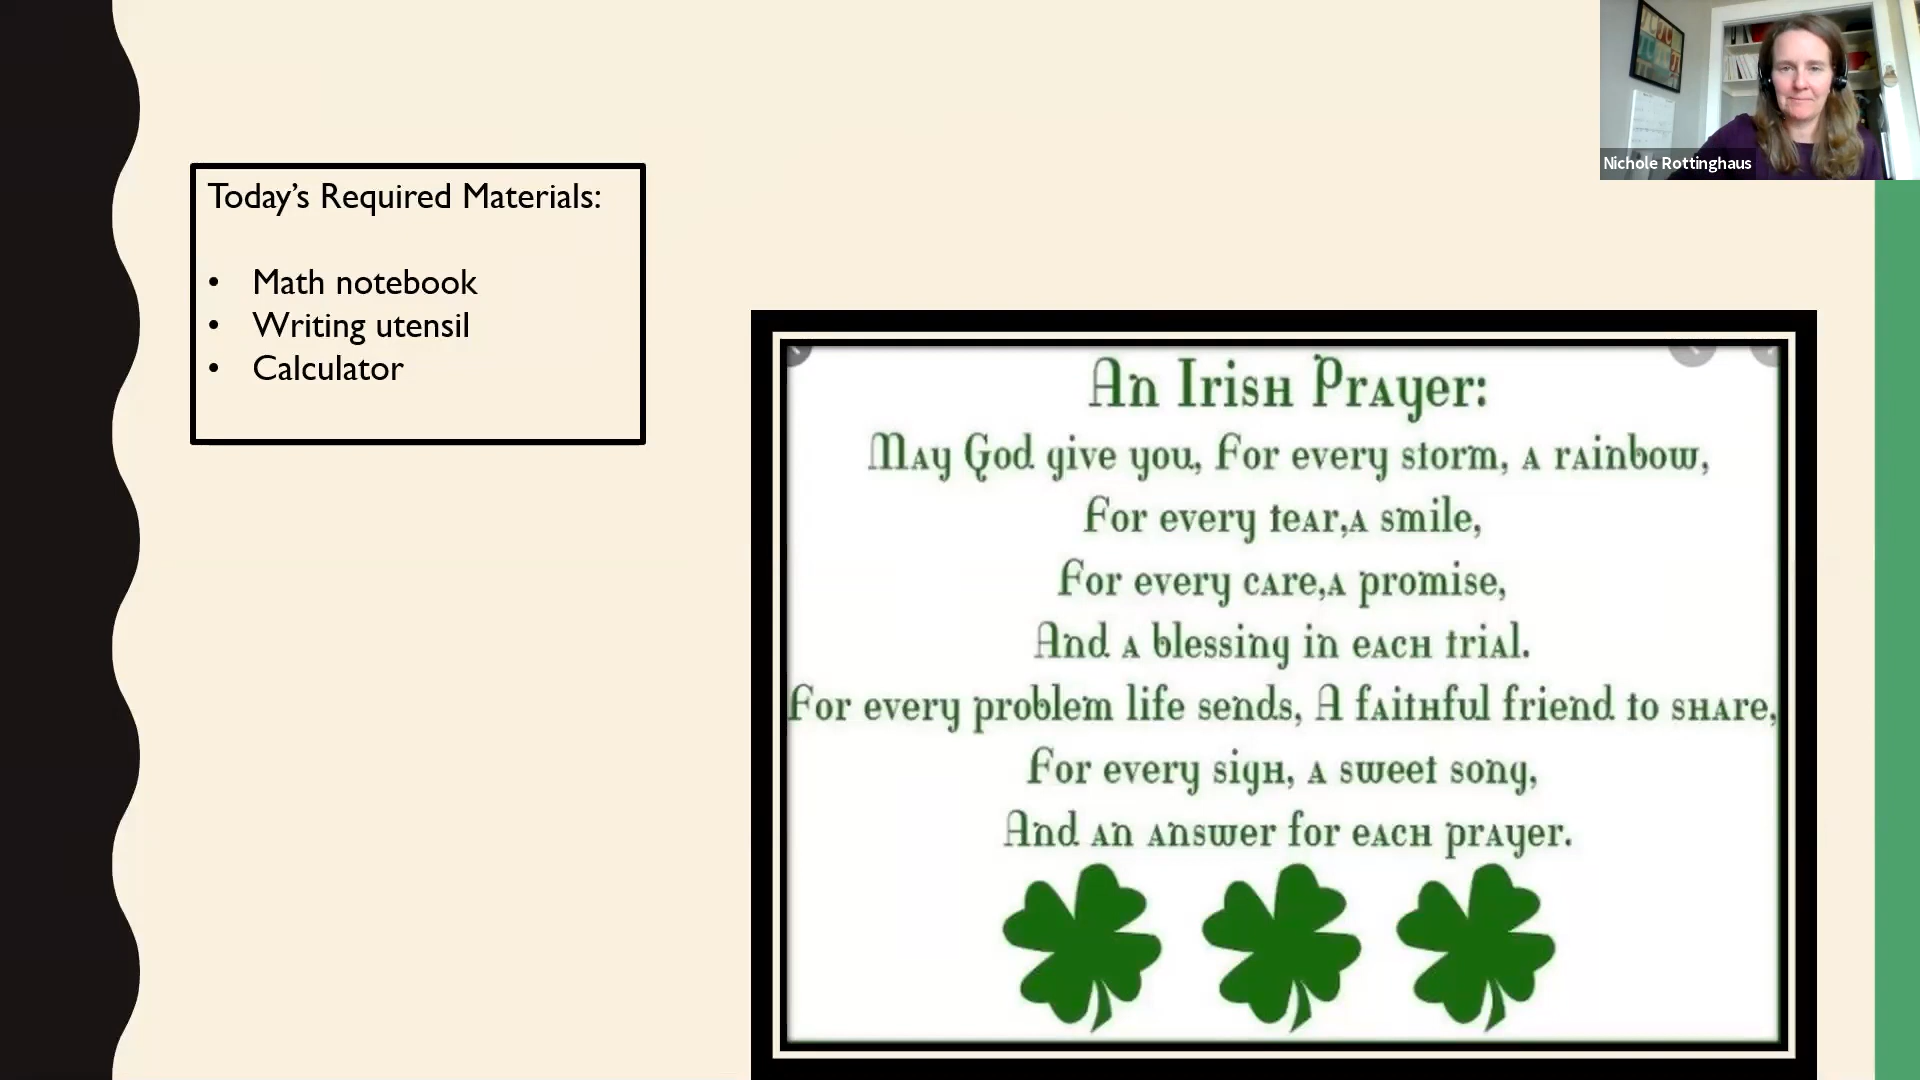 Today's Required Materials:
• Math notebook
• Writing utensil
• Calculator
Nichole Rottinghaus
An Irish Prayer:
May God give you, For every storm, a rainbow,
For every tear,a smile,
For every care,a promise,
And a blessing in each trial.
For every problem life sends, A faithful friend to share,
For every sigh, a sweet song,
And an answer for each prayer.